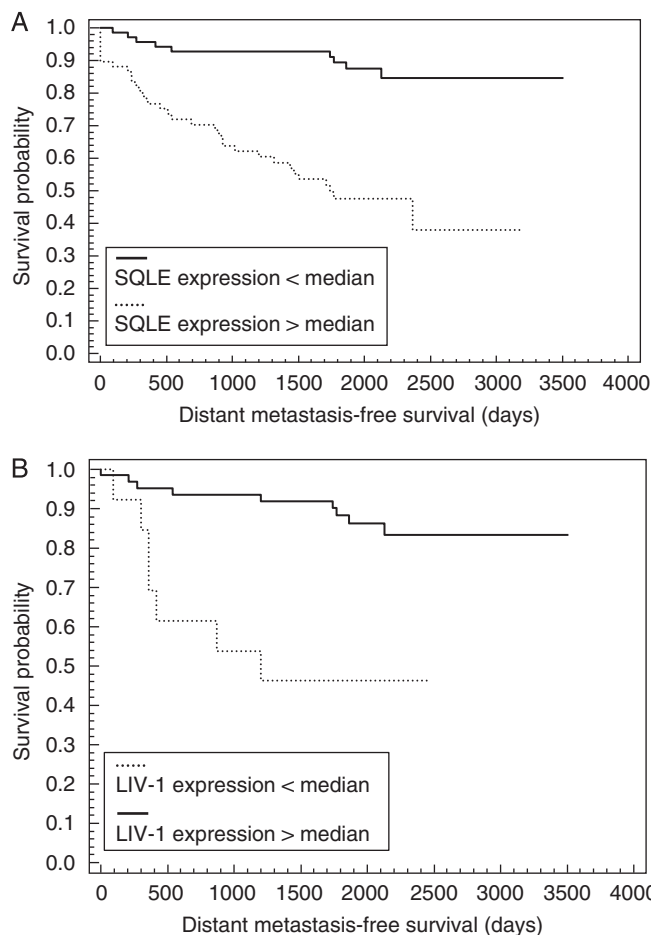 A
1.0
0.9
0.8
0.7
0.6
0.5
0.4
0.3
0.2
0.1
0.0
Survival probability
SQLE expression < median
SQLE expression > median
0 500 1000 1500 2000 2500 3000 3500 4000
Distant metastasis-free survival (days)
B
1.0
0.9
0.8
0.7
0.6
0.5
0.4
0.3
0.2
0.1
0.0
Survival probability
LIV-1 expression < median
LIV-1 expression > median
0 500 1000 1500 2000 2500 3000 3500 4000
Distant metastasis-free survival (days)